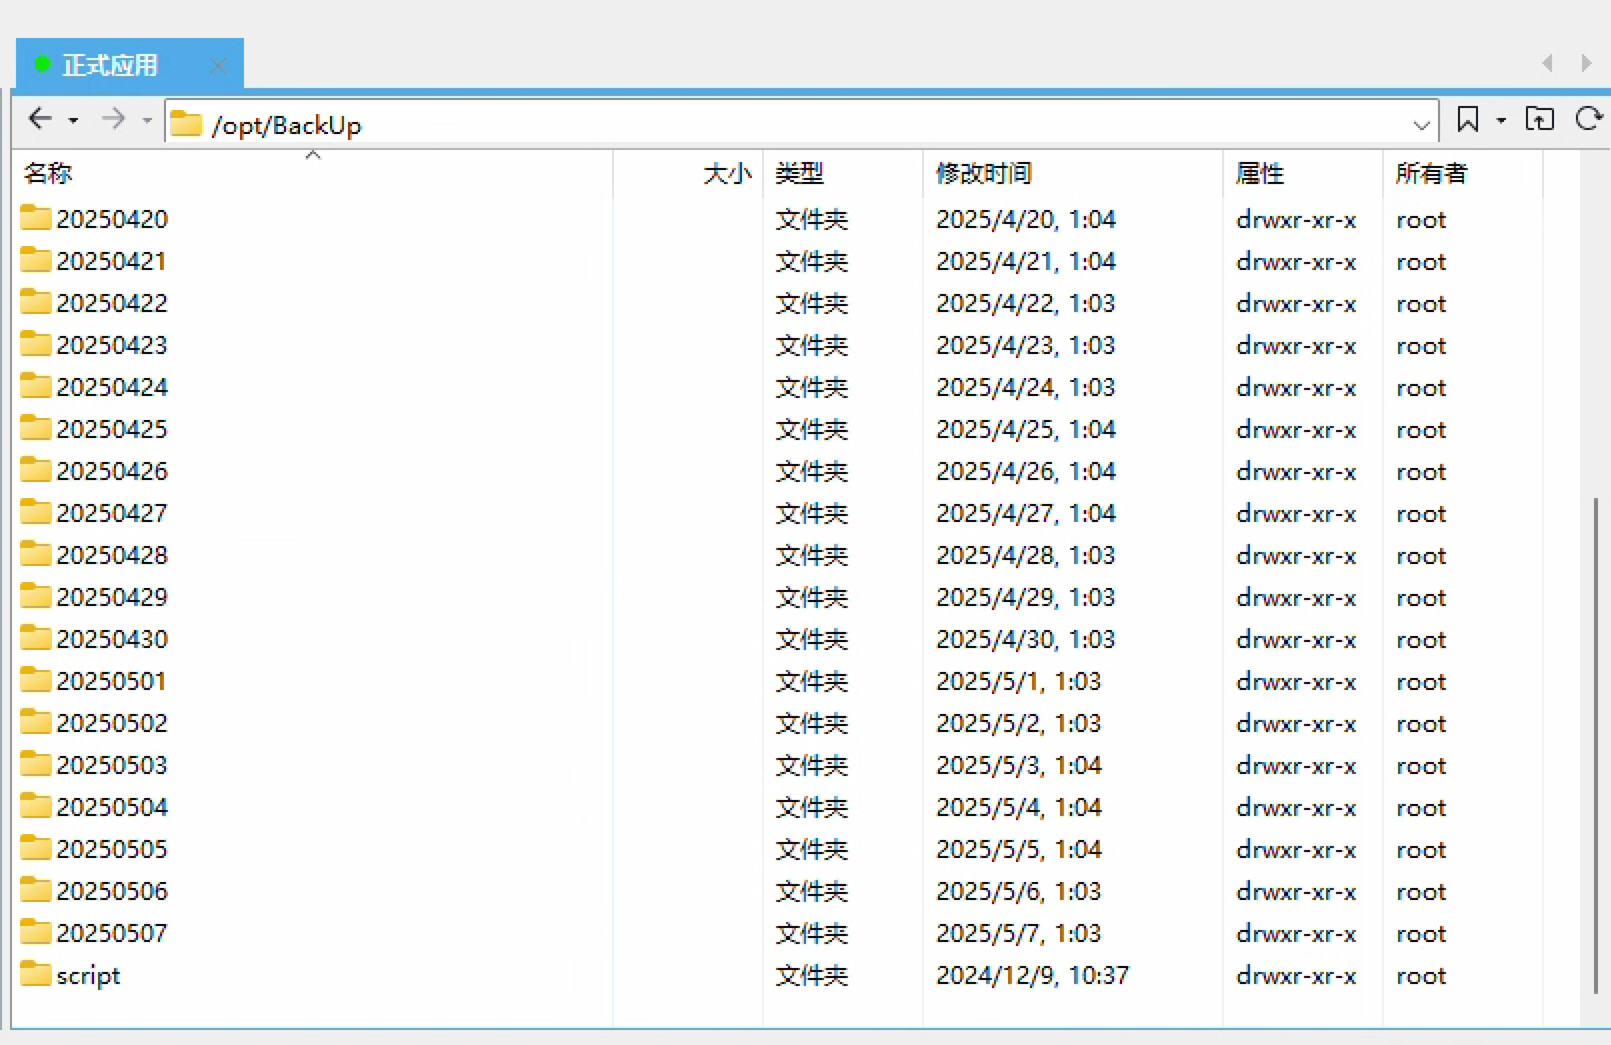 正式应用
/opt/BackUp
名称 大小 类型 修改时间 属性 所有者
20250420 文件夹 2025/4/20, 1:04 drwxr-xr-x root
20250421 文件夹 2025/4/21, 1:04 drwxr-xr-x root
20250422 文件夹 2025/4/22, 1:03 drwxr-xr-x root
20250423 文件夹 2025/4/23, 1:03 drwxr-xr-x root
20250424 文件夹 2025/4/24, 1:03 drwxr-xr-x root
20250425 文件夹 2025/4/25, 1:04 drwxr-xr-x root
20250426 文件夹 2025/4/26, 1:04 drwxr-xr-x root
20250427 文件夹 2025/4/27, 1:04 drwxr-xr-x root
20250428 文件夹 2025/4/28, 1:03 drwxr-xr-x root
20250429 文件夹 2025/4/29, 1:03 drwxr-xr-x root
20250430 文件夹 2025/4/30, 1:03 drwxr-xr-x root
20250501 文件夹 2025/5/1, 1:03 drwxr-xr-x root
20250502 文件夹 2025/5/2, 1:03 drwxr-xr-x root
20250503 文件夹 2025/5/3, 1:04 drwxr-xr-x root
20250504 文件夹 2025/5/4, 1:04 drwxr-xr-x root
20250505 文件夹 2025/5/5, 1:04 drwxr-xr-x root
20250506 文件夹 2025/5/6, 1:03 drwxr-xr-x root
20250507 文件夹 2025/5/7, 1:03 drwxr-xr-x root
script 文件夹 2024/12/9, 10:37 drwxr-xr-x root